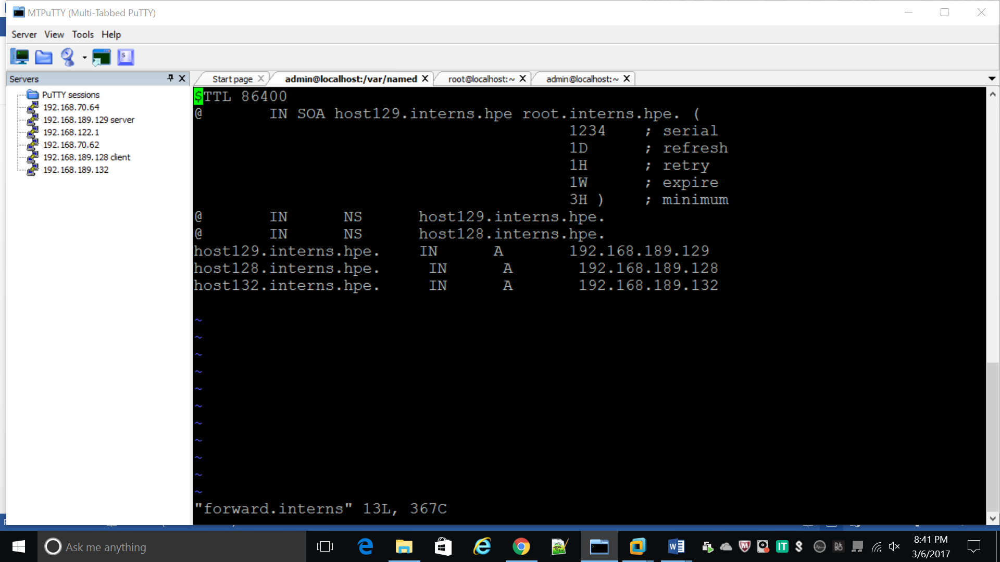 MTPuTTY (Multi-Tabbed PuTTY)
Server View Tools Help
Servers
PuTTY sessions
192.168.70.64
192.168.189.129 server
192.168.122.1
192.168.70.62
192.168.189.128 client
192.168.189.132
Start page admin@localhost:/var/named root@localhost:~ admin@localhost:~
$TTL 86400
@ IN SOA host129.interns.hpe root.interns.hpe. (
1234 ; serial
1D ; refresh
1H ; retry
1W ; expire
3H ) ; minimum
@ IN NS host129.interns.hpe.
@ IN NS host128.interns.hpe.
host129.interns.hpe. IN A 192.168.189.129
host128.interns.hpe. IN A 192.168.189.128
host132.interns.hpe. IN A 192.168.189.132
~
~
~
~
~
~
~
~
~
~
~
"forward.interns" 13L, 367C
Ask me anything
8:41 PM
3/6/2017